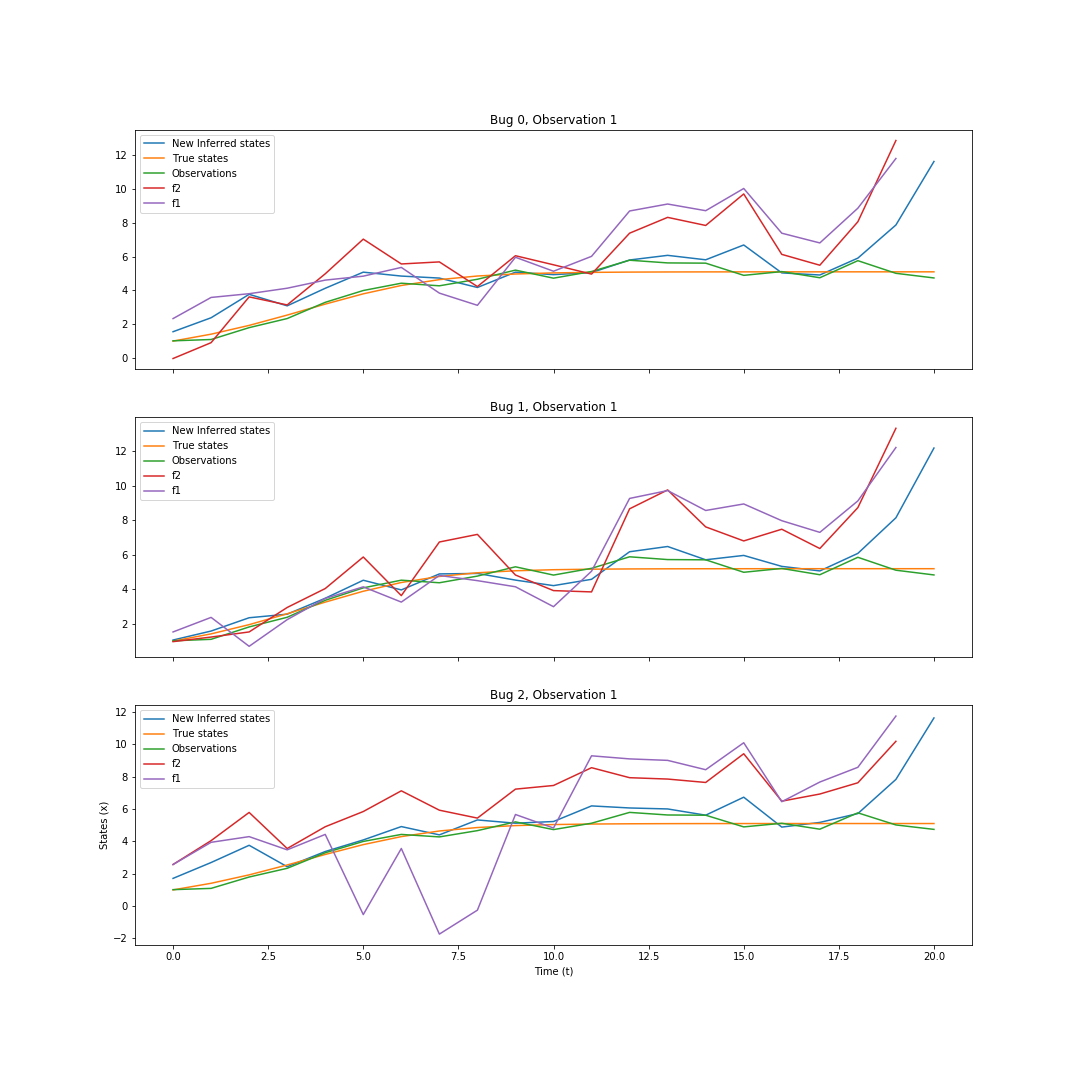 Bug 0, Observation 1
New Inferred states
True states
Observations
f2
f1
12
10
8
6
4
2
0
Bug 1, Observation 1
New Inferred states
True states
Observations
f2
f1
12
10
8
6
4
2
Bug 2, Observation 1
New Inferred states
True states
Observations
f2
f1
12
10
8
6
4
2
0
−2
States (x)
0.0 2.5 5.0 7.5 10.0 12.5 15.0 17.5 20.0
Time (t)